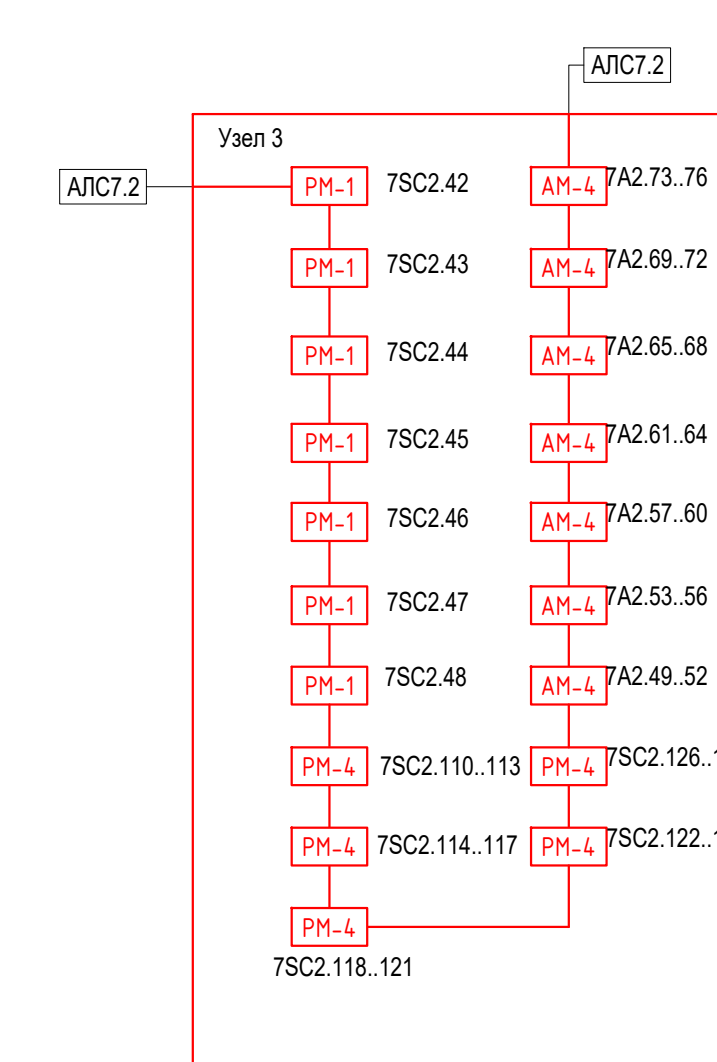 АЛС7.2
Узел 3
АЛС7.2 РМ-1 7SC2.42 АМ-4 7А2.73..76
РМ-1 7SC2.43 АМ-4 7А2.69..72
РМ-1 7SC2.44 АМ-4 7А2.65..68
РМ-1 7SC2.45 АМ-4 7А2.61..64
РМ-1 7SC2.46 АМ-4 7А2.57..60
РМ-1 7SC2.47 АМ-4 7А2.53..56
РМ-1 7SC2.48 АМ-4 7А2.49..52
РМ-4 7SC2.110..113 РМ-4 7SC2.126..
РМ-4 7SC2.114..117 РМ-4 7SC2.122..
РМ-4
7SC2.118..121